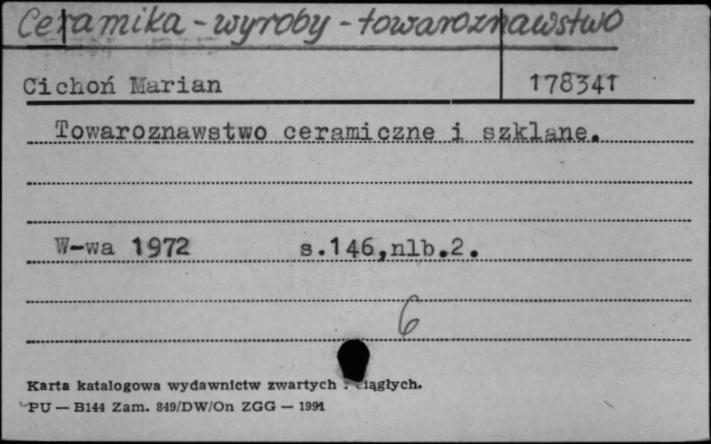 Ceramika - wyroby - towaroznawstwo
Cichoń Marian 178341
Towaroznawstwo ceramiczne i szklane.
W-wa 1972 s.146,nlb.2.
6
Karta katalogowa wydawnictw zwartych i ciągłych.
PU — B144 Zam. 849/DW/On ZGG — 1991